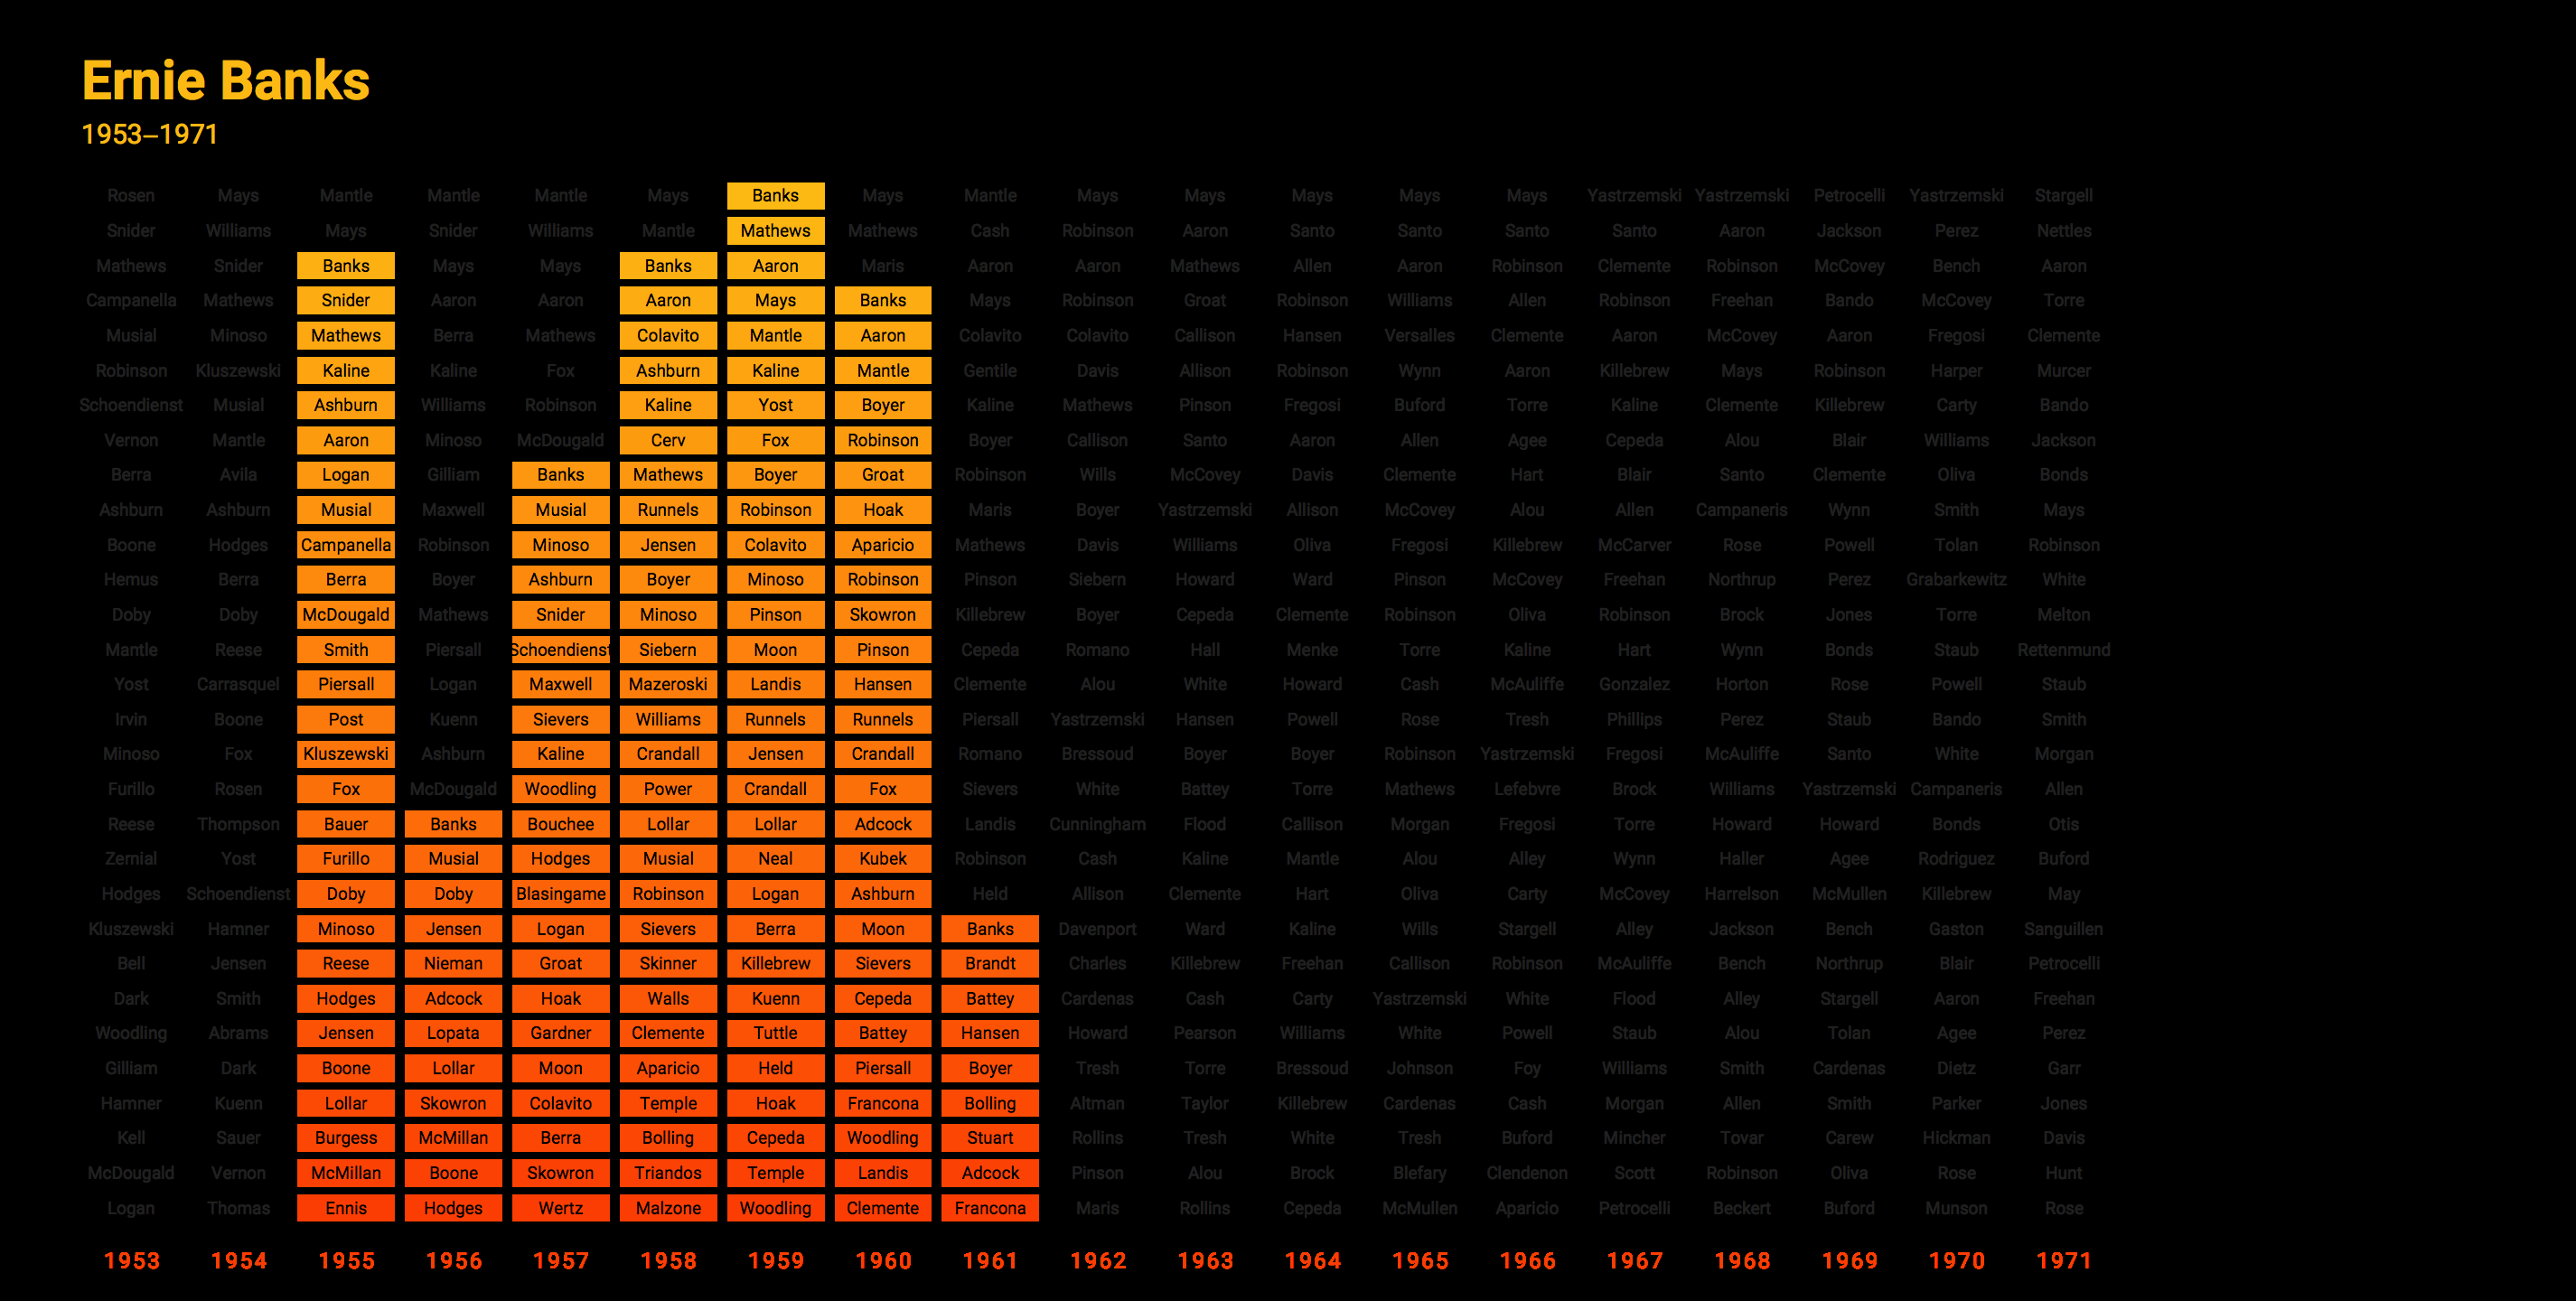 Ernie Banks
1953–1971
Rosen Mays Mantle Mantle Mantle Mays Banks Mays Mantle Mays Mays Mays Mays Mays Yastrzemski Yastrzemski Petrocelli Yastrzemski Stargell
Snider Williams Mays Snider Williams Mantle Mathews Mathews Cash Robinson Aaron Santo Santo Santo Santo Aaron Jackson Perez Nettles
Mathews Snider Banks Mays Mays Banks Aaron Maris Aaron Aaron Mathews Allen Aaron Robinson Clemente Robinson McCovey Bench Aaron
Campanella Mathews Snider Aaron Aaron Aaron Mays Banks Mays Robinson Groat Robinson Williams Allen Robinson Freehan Bando McCovey Torre
Musial Minoso Mathews Berra Mathews Colavito Mantle Aaron Colavito Colavito Callison Hansen Versalles Clemente Aaron McCovey Aaron Fregosi Clemente
Robinson Kluszewski Kaline Kaline Fox Ashburn Kaline Mantle Gentile Davis Allison Robinson Wynn Aaron Killebrew Mays Robinson Harper Murcer
Schoendienst Musial Ashburn Williams Robinson Kaline Yost Boyer Kaline Mathews Pinson Fregosi Buford Torre Kaline Clemente Killebrew Carty Bando
Vernon Mantle Aaron Minoso McDougald Cerv Fox Robinson Boyer Callison Santo Aaron Allen Agee Cepeda Alou Blair Williams Jackson
Berra Avila Logan Gilliam Banks Mathews Boyer Groat Robinson Wills McCovey Davis Clemente Hart Blair Santo Clemente Oliva Bonds
Ashburn Ashburn Musial Maxwell Musial Runnels Robinson Hoak Maris Boyer Yastrzemski Allison McCovey Alou Allen Campaneris Wynn Smith Mays
Boone Hodges Campanella Robinson Minoso Jensen Colavito Aparicio Mathews Davis Williams Oliva Fregosi Killebrew McCarver Rose Powell Tolan Robinson
Hemus Berra Berra Boyer Ashburn Boyer Minoso Robinson Pinson Siebern Howard Ward Pinson McCovey Freehan Northrup Perez Grabarkewitz White
Doby Doby McDougald Mathews Snider Minoso Pinson Skowron Killebrew Boyer Cepeda Clemente Robinson Oliva Robinson Brock Jones Torre Melton
Mantle Reese Smith Piersall Schoendienst Siebern Moon Pinson Cepeda Romano Hall Menke Torre Kaline Hart Wynn Bonds Staub Rettenmund
Yost Carrasquel Piersall Logan Maxwell Mazeroski Landis Hansen Clemente Alou White Howard Cash McAuliffe Gonzalez Horton Rose Powell Staub
Irvin Boone Post Kuenn Sievers Williams Runnels Runnels Piersall Yastrzemski Hansen Powell Rose Tresh Phillips Perez Staub Bando Smith
Minoso Fox Kluszewski Ashburn Kaline Crandall Jensen Crandall Romano Bressoud Boyer Boyer Robinson Yastrzemski Fregosi McAuliffe Santo White Morgan
Furillo Rosen Fox McDougald Woodling Power Crandall Fox Sievers White Battey Torre Mathews Lefebvre Brock Williams Yastrzemski Campaneris Allen
Reese Thompson Bauer Banks Bouchee Lollar Lollar Adcock Landis Cunningham Flood Callison Morgan Fregosi Torre Howard Howard Bonds Otis
Zernial Yost Furillo Musial Hodges Musial Neal Kubek Robinson Cash Kaline Mantle Alou Alley Wynn Haller Agee Rodriguez Buford
Hodges Schoendienst Doby Doby Blasingame Robinson Logan Ashburn Held Allison Clemente Hart Oliva Carty McCovey Harrelson McMullen Killebrew May
Kluszewski Hamner Minoso Jensen Logan Sievers Berra Moon Banks Davenport Ward Kaline Wills Stargell Alley Jackson Bench Gaston Sanguillen
Bell Jensen Reese Nieman Groat Skinner Killebrew Sievers Brandt Charles Killebrew Freehan Callison Robinson McAuliffe Bench Northrup Blair Petrocelli
Dark Smith Hodges Adcock Hoak Walls Kuenn Cepeda Battey Cardenas Cash Carty Yastrzemski White Flood Alley Stargell Aaron Freehan
Woodling Abrams Jensen Lopata Gardner Clemente Tuttle Battey Hansen Howard Pearson Williams White Powell Staub Alou Tolan Agee Perez
Gilliam Dark Boone Lollar Moon Aparicio Held Piersall Boyer Tresh Torre Bressoud Johnson Foy Williams Smith Cardenas Dietz Garr
Hamner Kuenn Lollar Skowron Colavito Temple Hoak Francona Bolling Altman Taylor Killebrew Cardenas Cash Morgan Allen Smith Parker Jones
Kell Sauer Burgess McMillan Berra Bolling Cepeda Woodling Stuart Rollins Tresh White Tresh Buford Mincher Tovar Carew Hickman Davis
McDougald Vernon McMillan Boone Skowron Triandos Temple Landis Adcock Pinson Alou Brock Blefary Clendenon Scott Robinson Oliva Rose Hunt
Logan Thomas Ennis Hodges Wertz Malzone Woodling Clemente Francona Maris Rollins Cepeda McMullen Aparicio Petrocelli Beckert Buford Munson Rose
1953 1954 1955 1956 1957 1958 1959 1960 1961 1962 1963 1964 1965 1966 1967 1968 1969 1970 1971